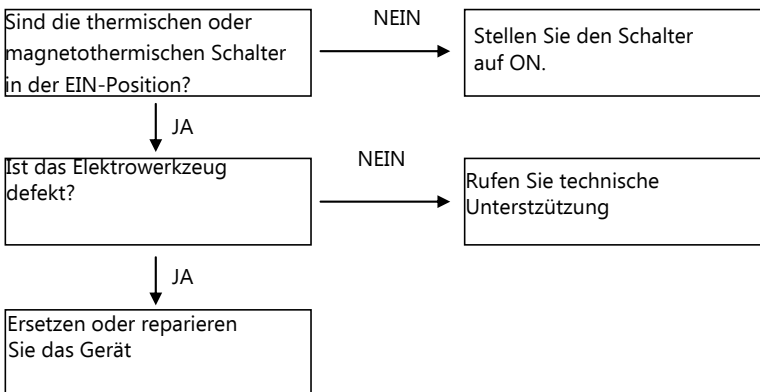 Sind die thermischen oder
magnetothermischen Schalter
in der EIN-Position?
NEIN
Stellen Sie den Schalter
auf ON.
JA
Ist das Elektrowerkzeug
defekt?
NEIN
Rufen Sie technische
Unterstzützung
JA
Ersetzen oder reparieren
Sie das Gerät